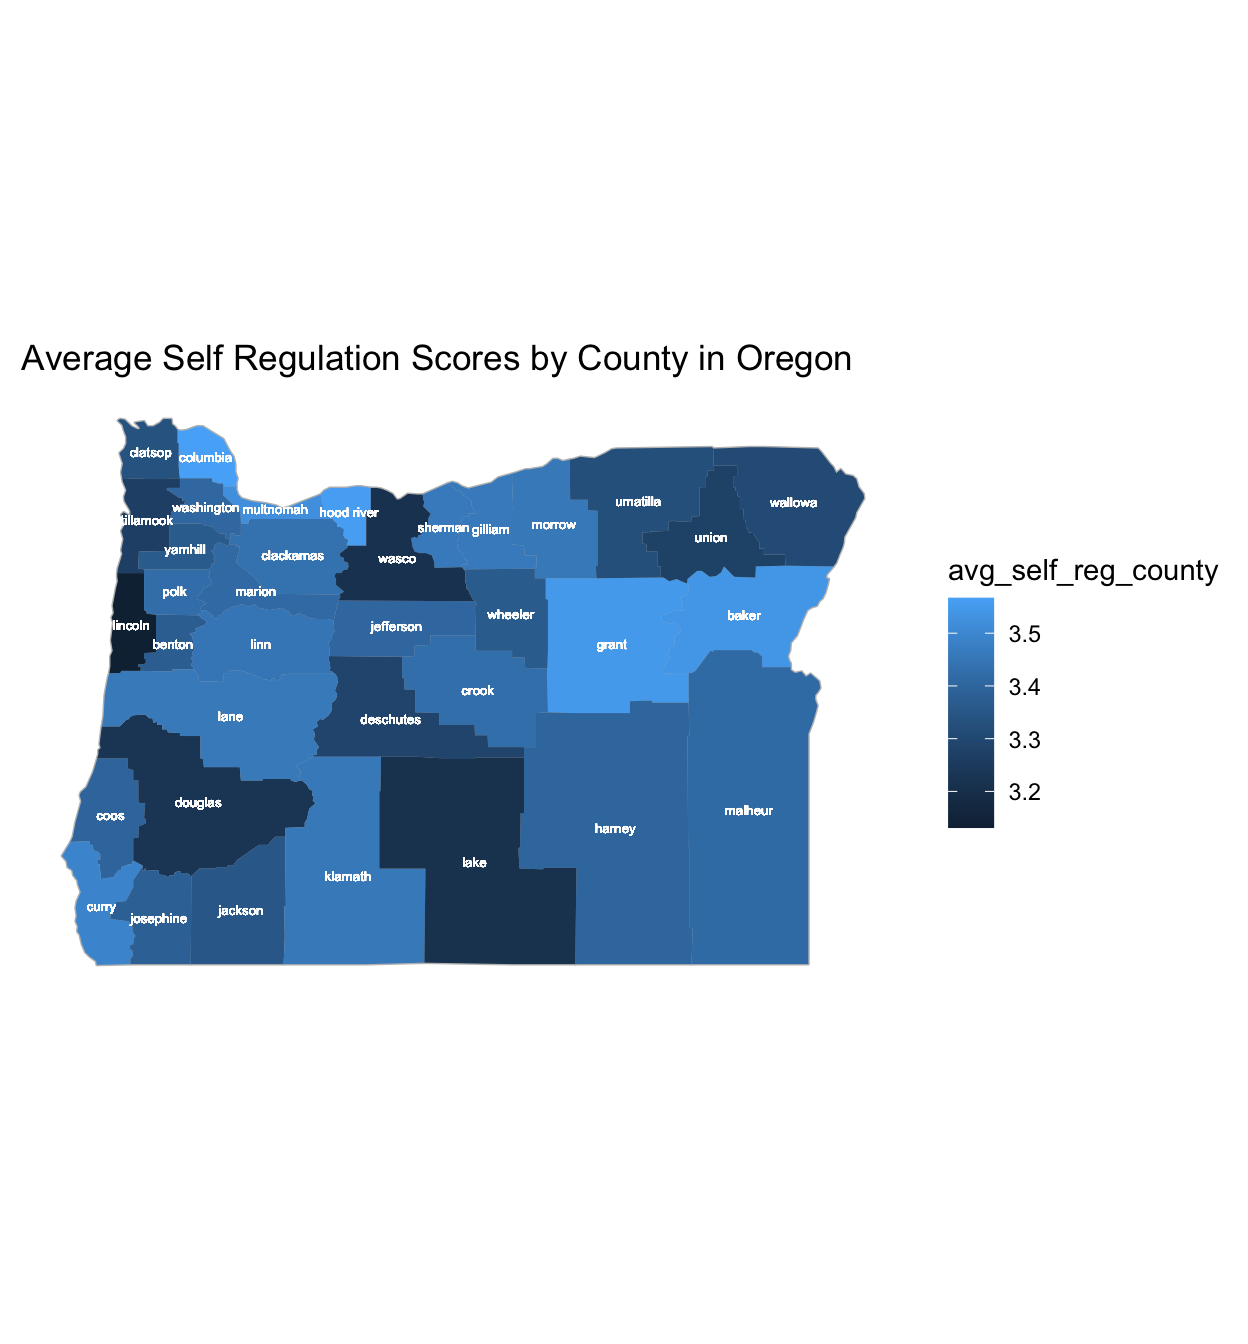 Average Self Regulation Scores by County in Oregon
clatsop
columbia
washington
multnomah
hood river
tillamook
sherman
gilliam
morrow
umatilla
wallowa
union
yamhill
clackamas
wasco
polk
marion
lincoln
benton
linn
jefferson
wheeler
grant
baker
crook
lane
deschutes
douglas
coos
harney
malheur
klamath
lake
curry
josephine
jackson
avg_self_reg_county
3.5
3.4
3.3
3.2